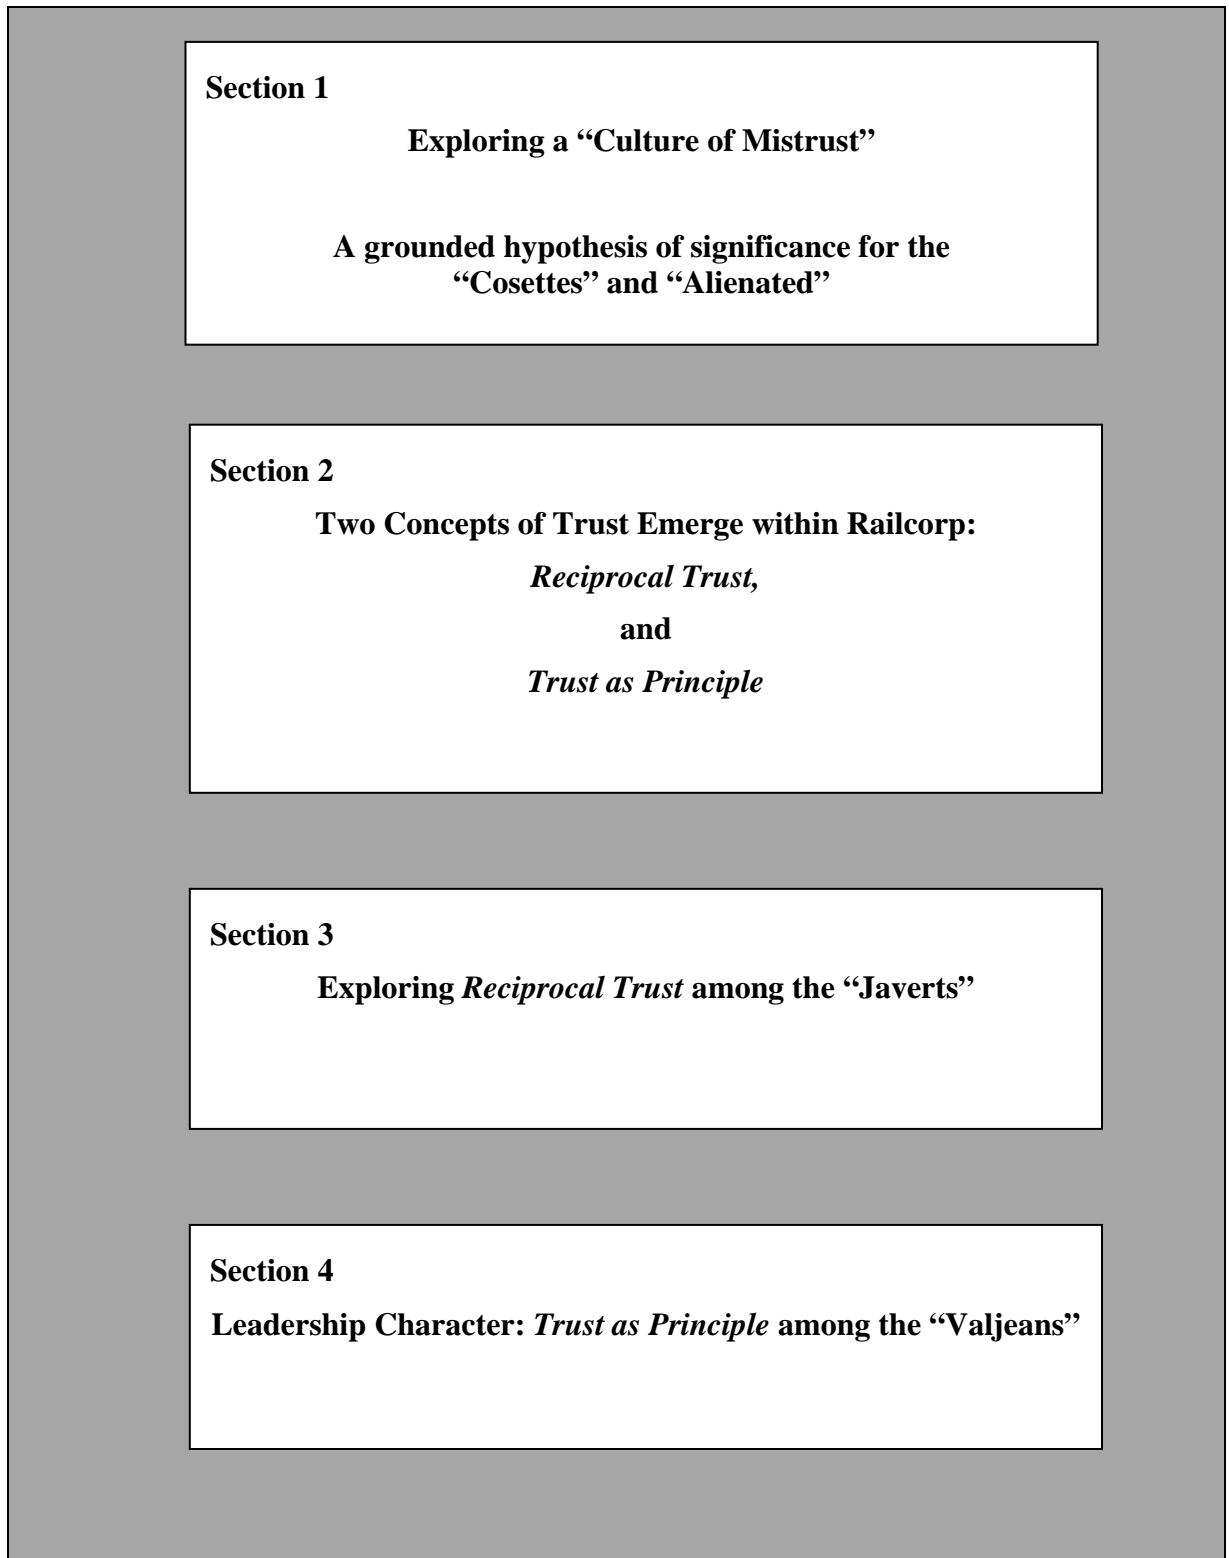 Section 1
Exploring a “Culture of Mistrust”
A grounded hypothesis of significance for the
“Cosettes” and “Alienated”
Section 2
Two Concepts of Trust Emerge within Railcorp:
Reciprocal Trust,
and
Trust as Principle
Section 3
Exploring Reciprocal Trust among the “Javerts”
Section 4
Leadership Character: Trust as Principle among the “Valjeans”